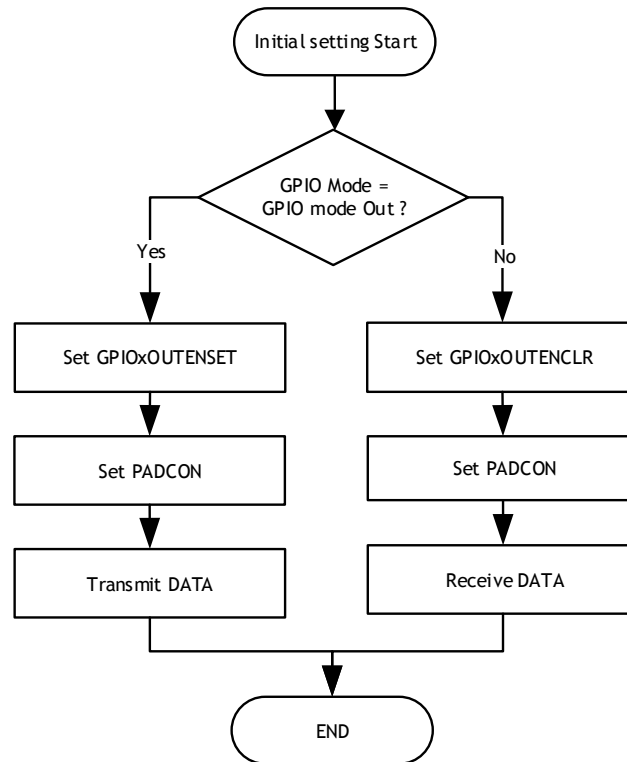 Initial setting Start
GPIO Mode =
GPIO mode Out ?
Yes
No
Set GPIOxOUTENSET
Set GPIOxOUTENCLR
Set PADCON
Set PADCON
Transmit DATA
Receive DATA
END